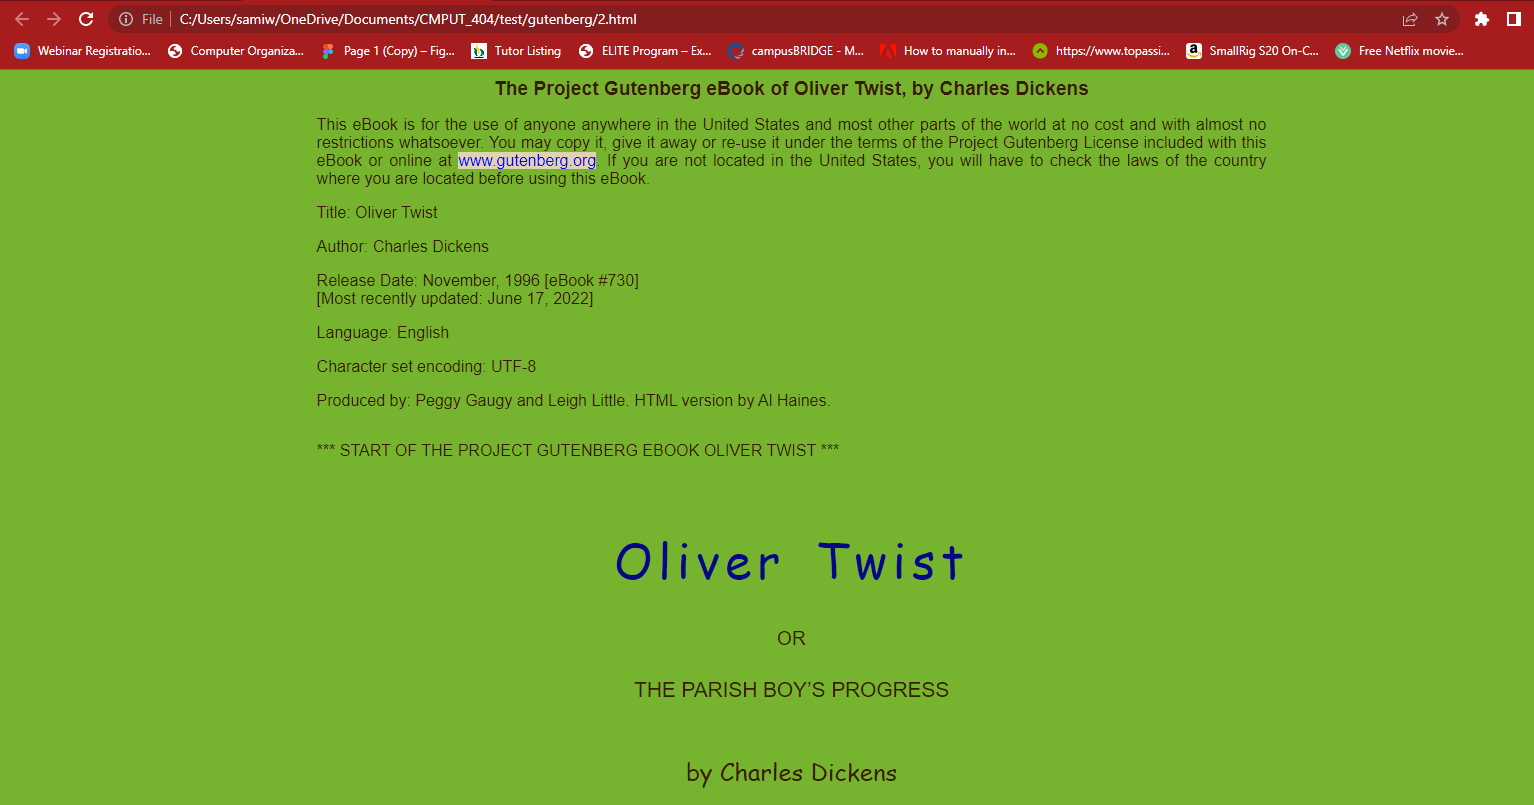 File | C:/Users/samiw/OneDrive/Documents/CMPUT_404/test/gutenberg/2.html
Webinar Registratio... Computer Organiza... Page 1 (Copy) – Fig... Tutor Listing ELITE Program – Ex... campusBRIDGE - M... How to manually in... https://www.topassi... SmallRig S20 On-C... Free Netflix movie...
The Project Gutenberg eBook of Oliver Twist, by Charles Dickens
This eBook is for the use of anyone anywhere in the United States and most other parts of the world at no cost and with almost no
restrictions whatsoever. You may copy it, give it away or re-use it under the terms of the Project Gutenberg License included with this
eBook or online at www.gutenberg.org. If you are not located in the United States, you will have to check the laws of the country
where you are located before using this eBook.
Title: Oliver Twist
Author: Charles Dickens
Release Date: November, 1996 [eBook #730]
[Most recently updated: June 17, 2022]
Language: English
Character set encoding: UTF-8
Produced by: Peggy Gaugy and Leigh Little. HTML version by Al Haines.
*** START OF THE PROJECT GUTENBERG EBOOK OLIVER TWIST ***
Oliver Twist
OR
THE PARISH BOY’S PROGRESS
by Charles Dickens